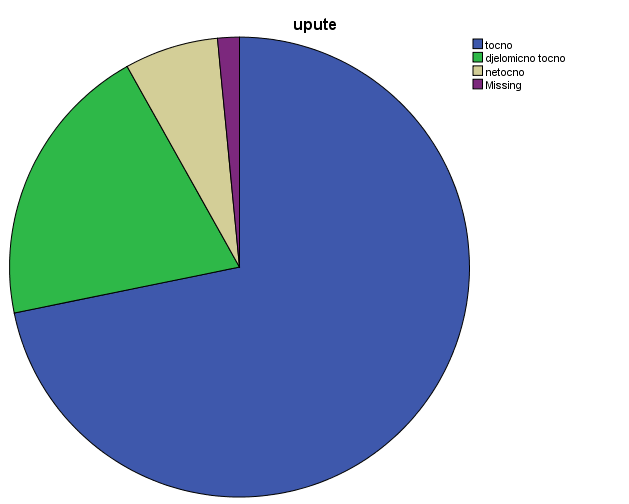 upute
tocno
djelomicno tocno
netocno
Missing